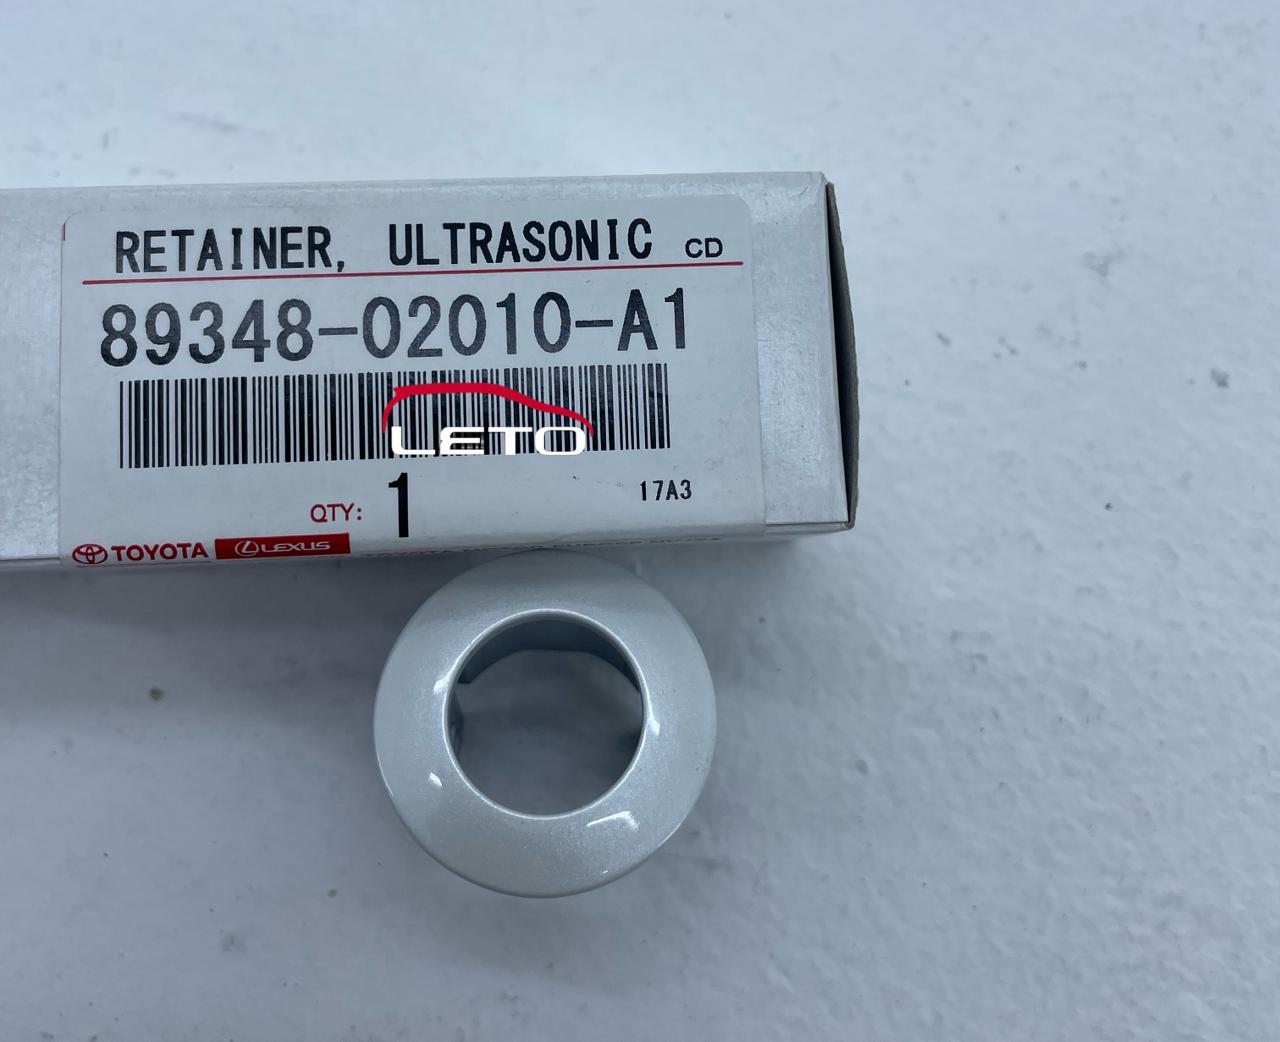 RETAINER, ULTRASONIC CD
89348-02010-A1
LETO
QTY: 1
17A3
TOYOTA LEXUS